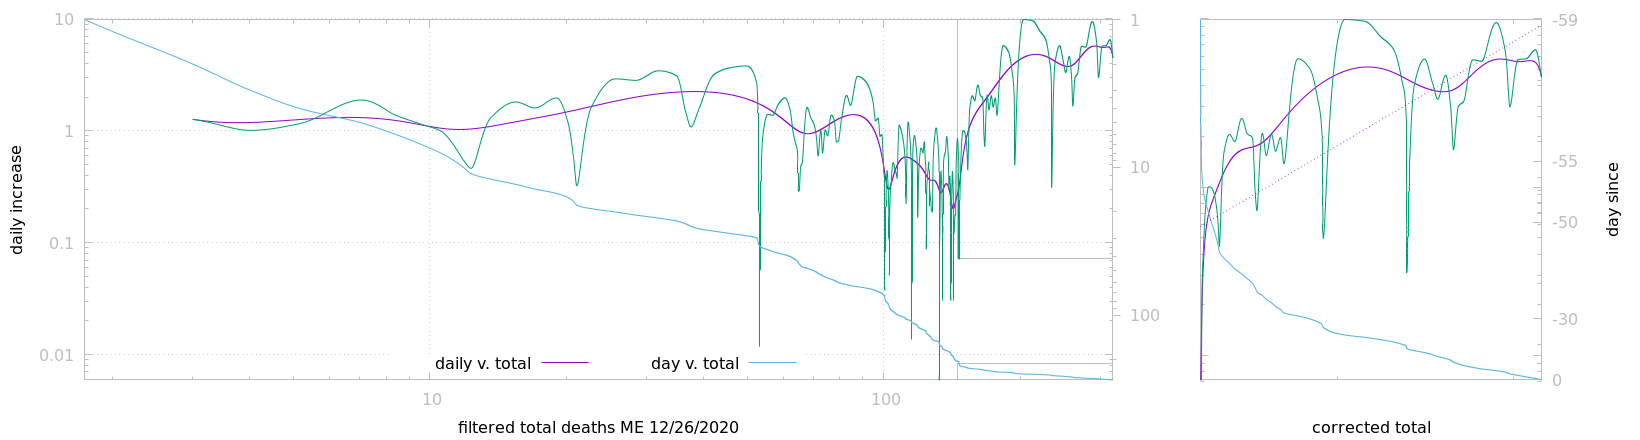 10
1
0.1
0.01
daily increase
daily v. total
day v. total
10
100
filtered total deaths ME 12/26/2020
1
10
100
-59
-55
-50
-30
0
day since
corrected total